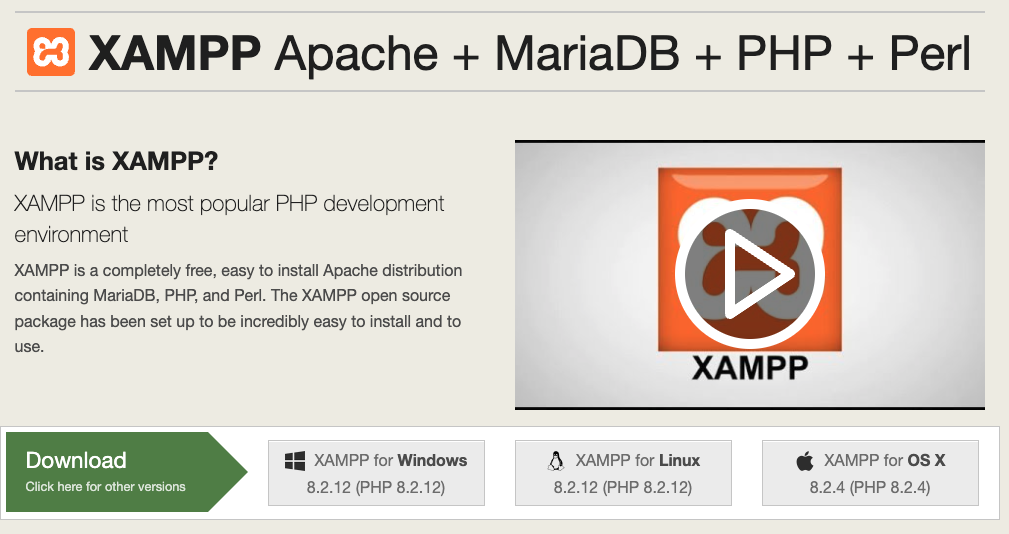 XAMPP Apache + MariaDB + PHP + Perl
What is XAMPP?
XAMPP is the most popular PHP development
environment
XAMPP is a completely free, easy to install Apache distribution
containing MariaDB, PHP, and Perl. The XAMPP open source
package has been set up to be incredibly easy to install and to
use.
XAMPP
Download
Click here for other versions
XAMPP for Windows
8.2.12 (PHP 8.2.12)
XAMPP for Linux
8.2.12 (PHP 8.2.12)
XAMPP for OS X
8.2.4 (PHP 8.2.4)